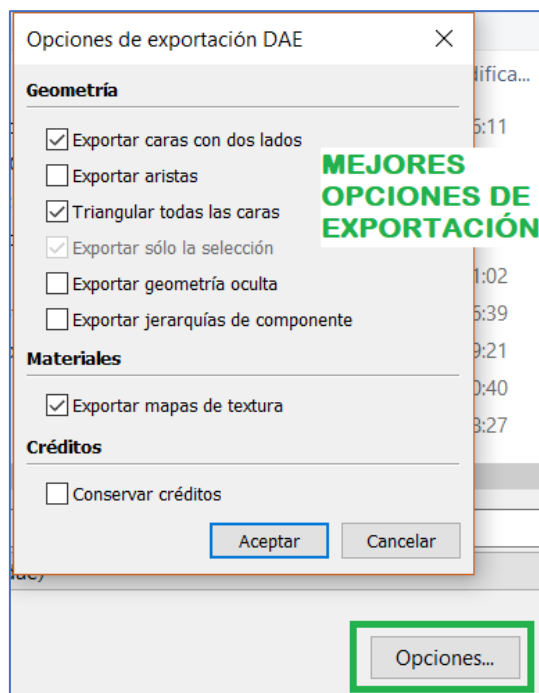 Opciones de exportación DAE
Geometría
Exportar caras con dos lados
Exportar aristas
Triangular todas las caras
Exportar sólo la selección
Exportar geometría oculta
Exportar jerarquías de componente
Materiales
Exportar mapas de textura
Créditos
Conservar créditos
Aceptar
Cancelar
MEJORES
OPCIONES DE
EXPORTACIÓN
Opciones...